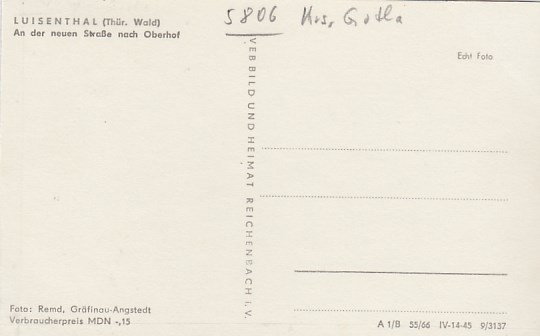 5806 Krs, Gotha
LUISENTHAL (Thür. Wald)
An der neuen Straße nach Oberhof
Echt Foto
VEB BILD UND HEIMAT REICHENBACH i. V.
Foto: Remd, Gräfinau-Angstedt
Verbraucherpreis MDN -,15
A 1/B 55/66 IV-14-45 9/3137